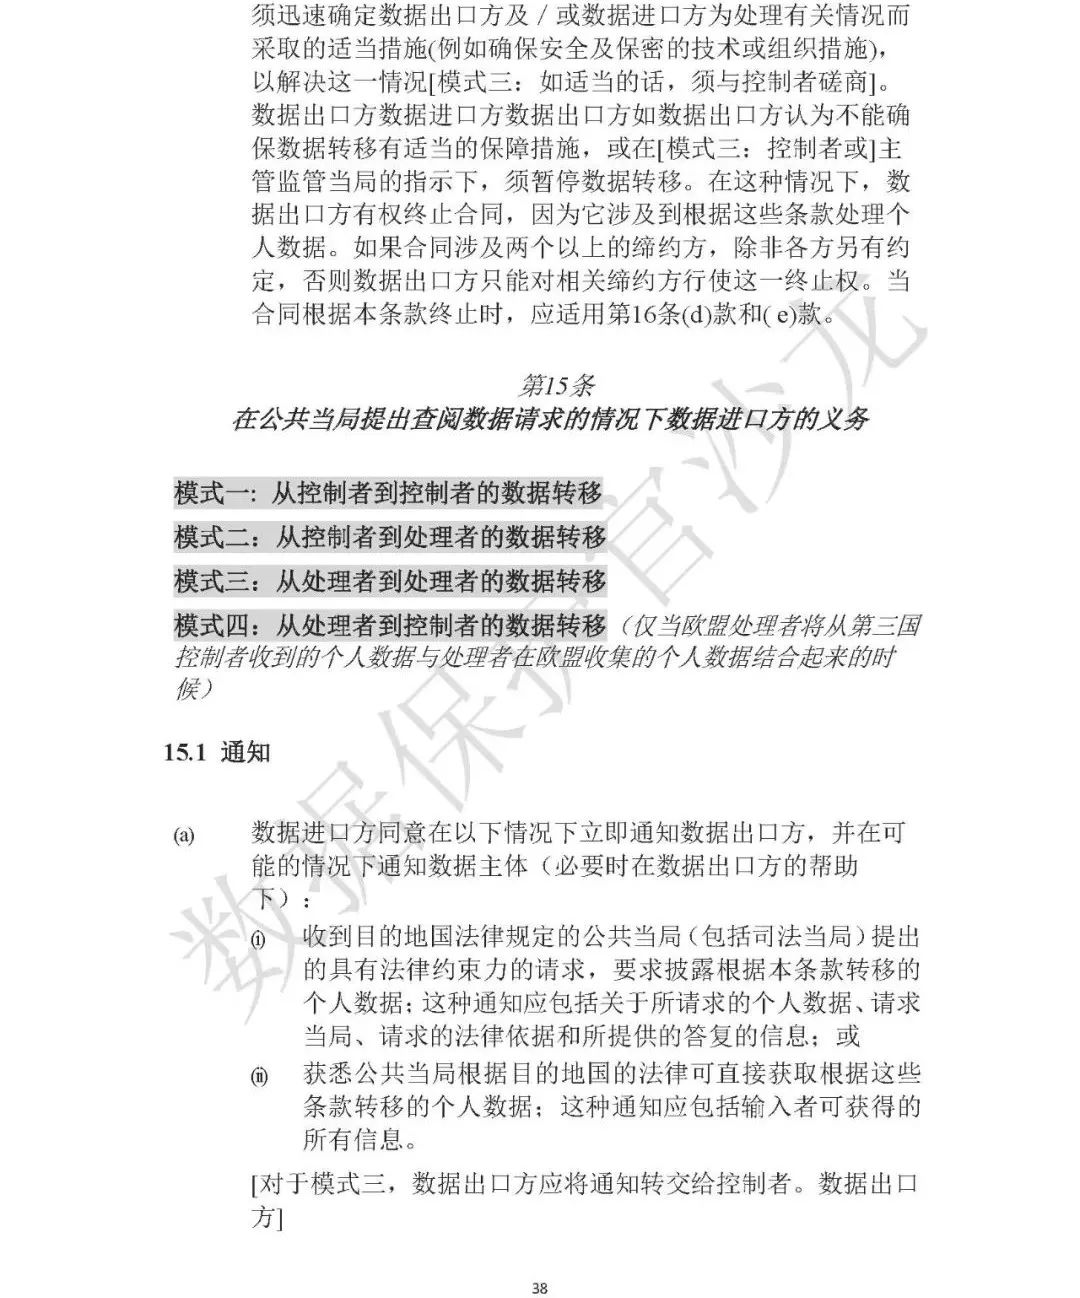 须迅速确定数据出口方及/或数据进口方为处理有关情况而
采取的适当措施(例如确保安全及保密的技术或组织措施),
以解决这一情况[模式三：如适当的话，须与控制者磋商]。
数据出口方数据进口方数据出口方如数据出口方认为不能确
保数据转移有适当的保障措施，或在[模式三：控制者或]主
管监管当局的指示下，须暂停数据转移。在这种情况下，数
据出口方有权终止合同，因为它涉及到根据这些条款处理个
人数据。如果合同涉及两个以上的缔约方，除非各方另有约
定，否则数据出口方只能对相关缔约方行使这一终止权。当
合同根据本条款终止时，应适用第16条(d)款和( e)款。
第15条
在公共当局提出查阅数据请求的情况下数据进口方的义务
模式一: 从控制者到控制者的数据转移
模式二：从控制者到处理者的数据转移
模式三：从处理者到处理者的数据转移
模式四：从处理者到控制者的数据转移（仅当欧盟处理者将从第三国
控制者收到的个人数据与处理者在欧盟收集的个人数据结合起来的时
候）
15.1 通知
(a) 数据进口方同意在以下情况下立即通知数据出口方，并在可
能的情况下通知数据主体（必要时在数据出口方的帮助
下）：
(i) 收到目的地国法律规定的公共当局（包括司法当局）提出
的具有法律约束力的请求，要求披露根据本条款转移的
个人数据；这种通知应包括关于所请求的个人数据、请求
当局、请求的法律依据和所提供的答复的信息；或
(ii) 获悉公共当局根据目的地国的法律可直接获取根据这些
条款转移的个人数据；这种通知应包括输入者可获得的
所有信息。
[对于模式三，数据出口方应将通知转交给控制者。数据出口
方]
38
数据保护官沙龙